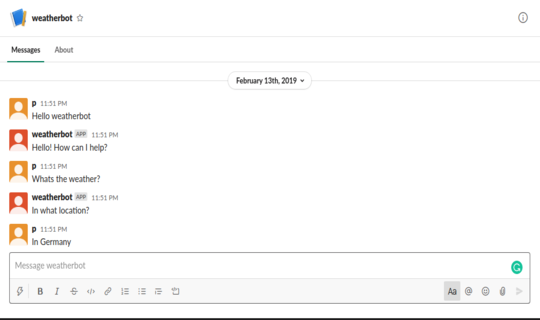 weatherbot
Messages About
February 13th, 2019
p 11:51 PM
Hello weatherbot
weatherbot APP 11:51 PM
Hello! How can I help?
p 11:51 PM
Whats the weather?
weatherbot APP 11:51 PM
In what location?
p 11:51 PM
In Germany
Message weatherbot
B I S Aa @